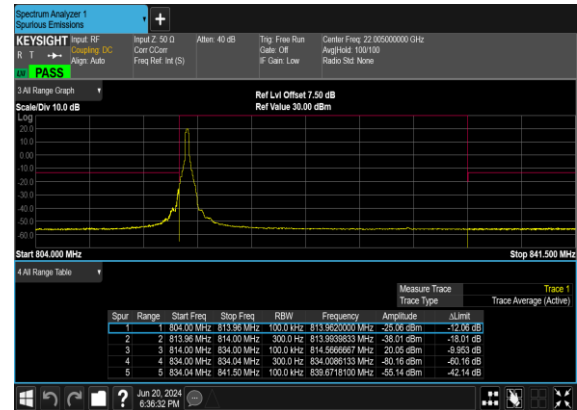 Spectrum Analyzer 1
Spurious Emissions
KEYSIGHT Input: RF Input Z: 50 Ω Atten: 40 dB Trig: Free Run Center Freq: 22.005000000 GHz
R T Coupling: DC Corr CCorr Gate: Off Avg|Hold: 100/100
Align: Auto Freq Ref: Int (S) IF Gain: Low Radio Std: None
PASS
3 All Range Graph
Ref Lvl Offset 7.50 dB
Scale/Div 10.0 dB Ref Value 30.00 dBm
Log
20.0
10.0
0.00
-10.0
-20.0
-30.0
-40.0
-50.0
-60.0
Start 804.000 MHz Stop 841.500 MHz
4 All Range Table
Measure Trace Trace 1
Trace Type Trace Average (Active)
Spur Range Start Freq Stop Freq RBW Frequency Amplitude ΔLimit
1 1 804.00 MHz 813.96 MHz 100.0 kHz 813.9620000 MHz -25.06 dBm -12.06 dB
2 2 813.96 MHz 814.00 MHz 300.0 Hz 813.9939833 MHz -38.01 dBm -18.01 dB
3 3 814.00 MHz 834.00 MHz 100.0 kHz 814.5666667 MHz 20.05 dBm -9.953 dB
4 4 834.00 MHz 834.04 MHz 300.0 Hz 834.0086133 MHz -80.16 dBm -60.16 dB
5 5 834.04 MHz 841.50 MHz 100.0 kHz 839.6718100 MHz -55.14 dBm -42.14 dB
Jun 20, 2024
6:36:32 PM